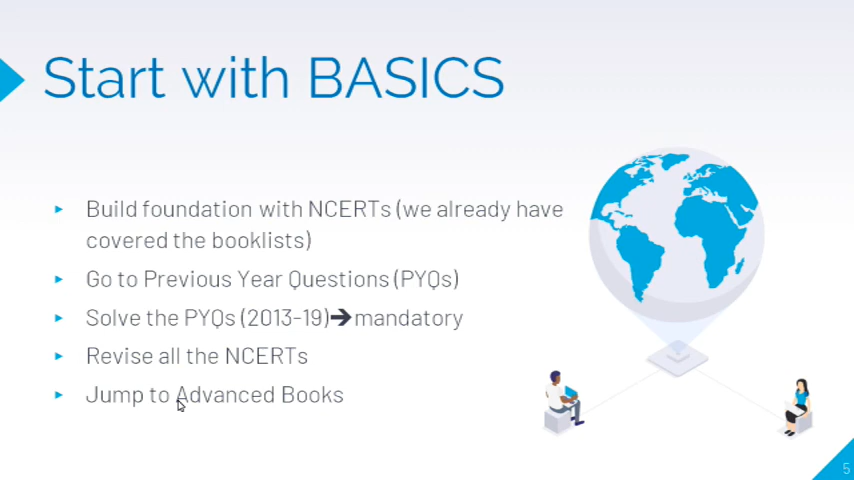 Start with BASICS
▸ Build foundation with NCERTs (we already have
covered the booklists)
▸ Go to Previous Year Questions (PYQs)
▸ Solve the PYQs (2013-19)➔mandatory
▸ Revise all the NCERTs
▸ Jump to Advanced Books
5